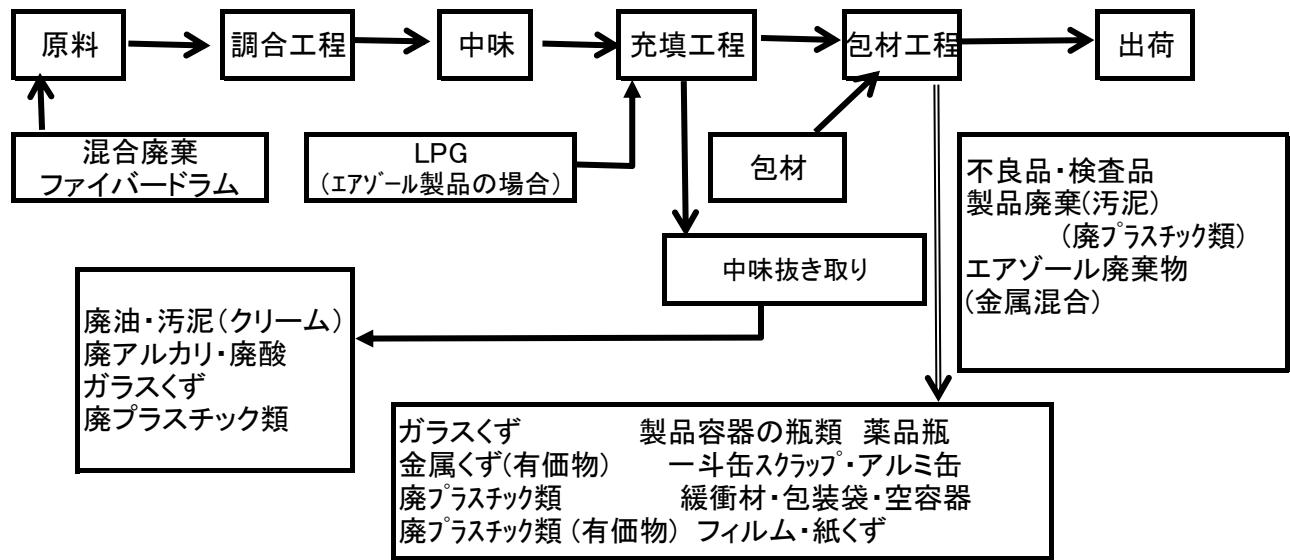 原料
調合工程
中味
充填工程
包材工程
出荷
混合廃棄
ファイバードラム
LPG
(ｴｱｿﾞｰﾙ製品の場合)
包材
不良品・検査品
製品廃棄(汚泥)
(廃ﾌﾟﾗｽﾁｯｸ類)
エアゾール廃棄物
(金属混合)
中味抜き取り
廃油・汚泥(クリーム)
廃アルカリ・廃酸
ガラスくず
廃プラスチック類
ガラスくず 製品容器の瓶類 薬品瓶
金属くず(有価物) 一斗缶ｽｸﾗｯﾌﾟ・アルミ缶
廃ﾌﾟﾗｽﾁｯｸ類 緩衝材・包装袋・空容器
廃ﾌﾟﾗｽﾁｯｸ類 (有価物) フィルム・紙くず